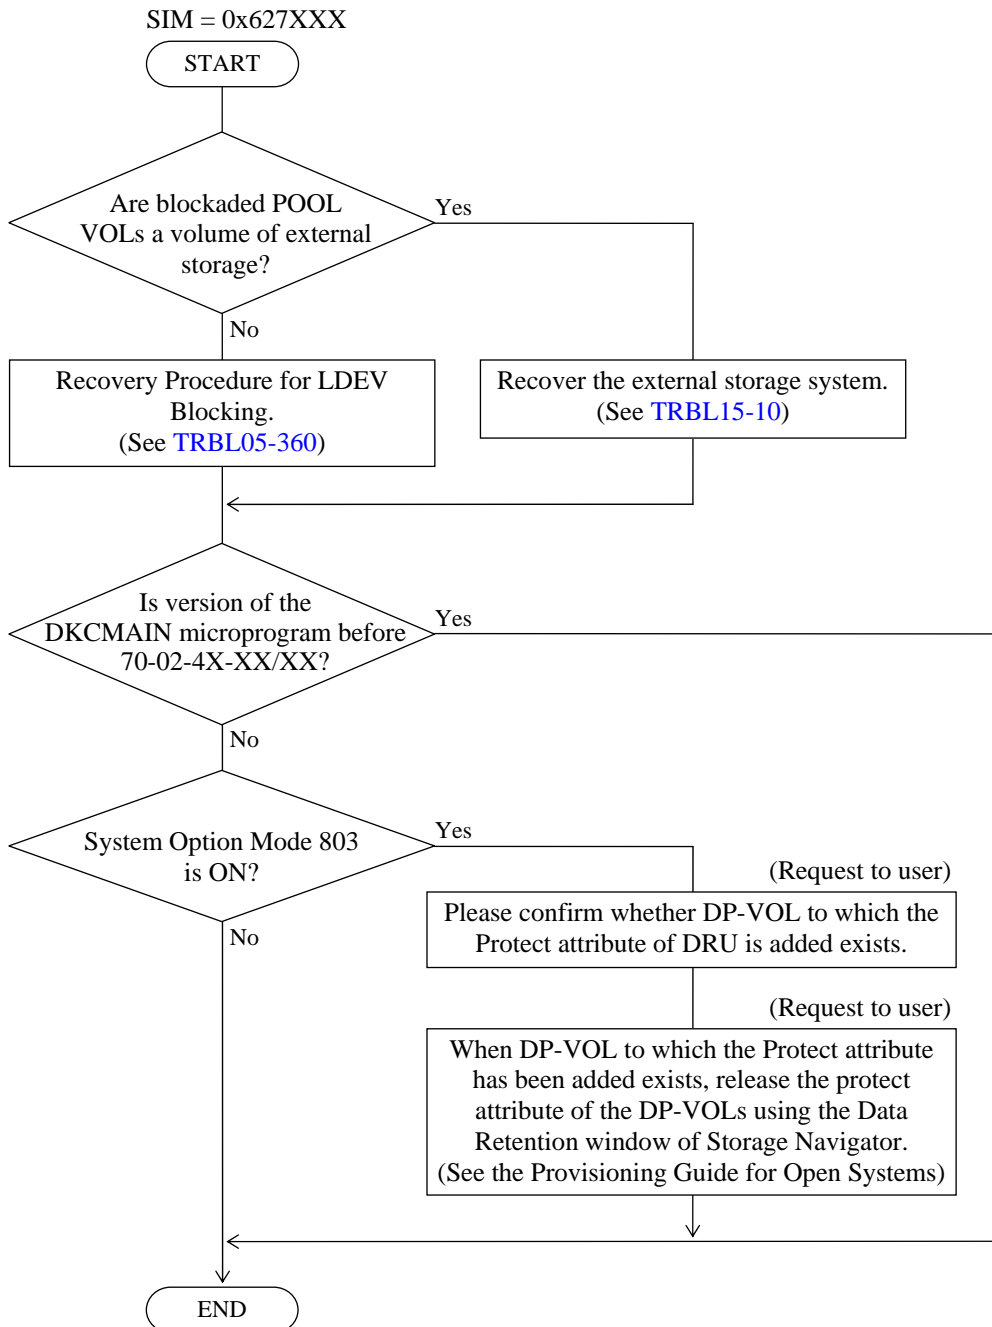 SIM = 0x627XXX
START
Are blockaded POOL
VOLs a volume of external
storage?
Yes
No
Recovery Procedure for LDEV
Blocking.
(See TRBL05-360)
Recover the external storage system.
(See TRBL15-10)
Is version of the
DKCMAIN microprogram before
70-02-4X-XX/XX?
Yes
No
System Option Mode 803
is ON?
Yes
No
(Request to user)
Please confirm whether DP-VOL to which the
Protect attribute of DRU is added exists.
(Request to user)
When DP-VOL to which the Protect attribute
has been added exists, release the protect
attribute of the DP-VOLs using the Data
Retention window of Storage Navigator.
(See the Provisioning Guide for Open Systems)
END